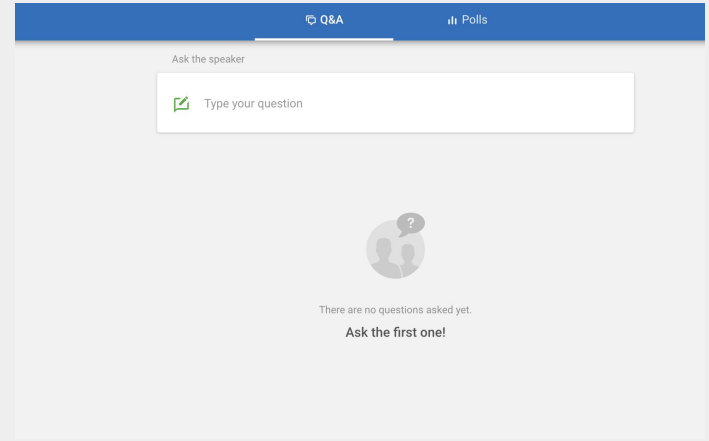 Q&A
Polls
Ask the speaker
Type your question
?
There are no questions asked yet.
Ask the first one!